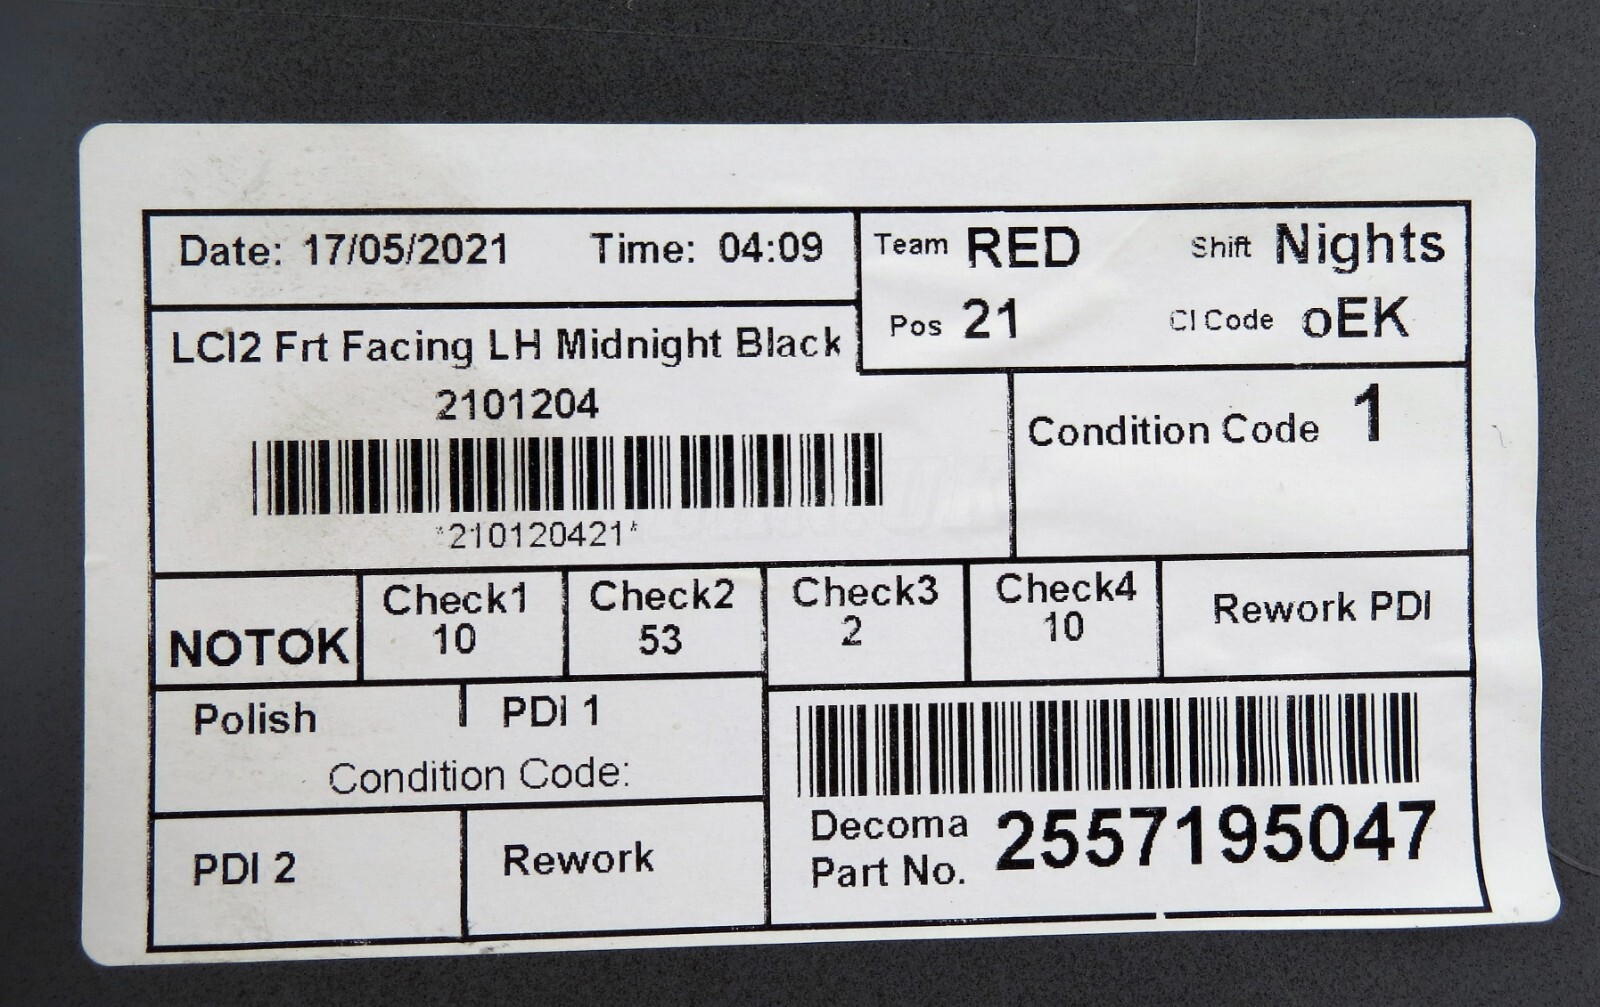 Date: 17/05/2021 Time: 04:09
Team RED Shift Nights
Pos 21 CI Code oEK
LCI2 Frt Facing LH Midnight Black
2101204
*210120421*
Condition Code 1
NOTOK
Check1
10
Check2
53
Check3
2
Check4
10
Rework PDI
Polish PDI 1
Condition Code:
PDI 2 Rework
Decoma
Part No. 2557195047